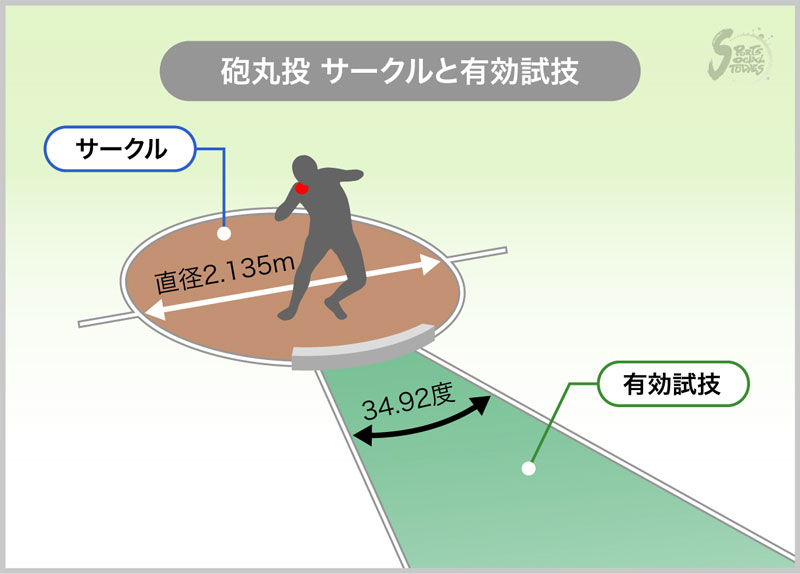 砲丸投 サークルと有効試技
SPORTS
SOCIAL
STUDIES
サークル
直径2.135m
有効試技
34.92度